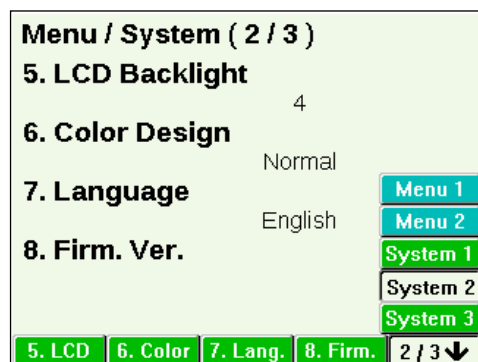 Menu / System ( 2 / 3 )
5. LCD Backlight
4
6. Color Design
Normal
7. Language
English
8. Firm. Ver.
Menu 1
Menu 2
System 1
System 2
System 3
5. LCD 6. Color 7. Lang. 8. Firm. 2 / 3 ↓